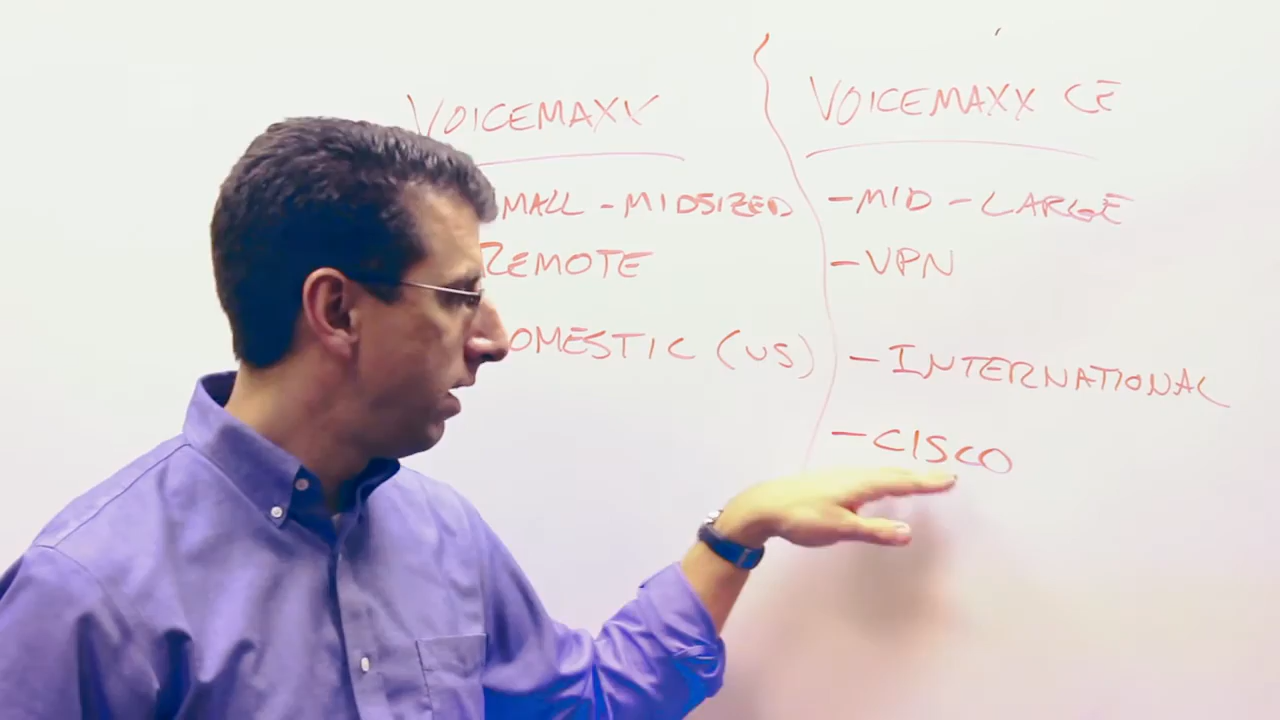 VOICEMAXX
MALL - MIDSIZED
REMOTE
OMESTIC (US)
VOICEMAXX CE
- MID - LARGE
- VPN
- INTERNATIONAL
- CISCO